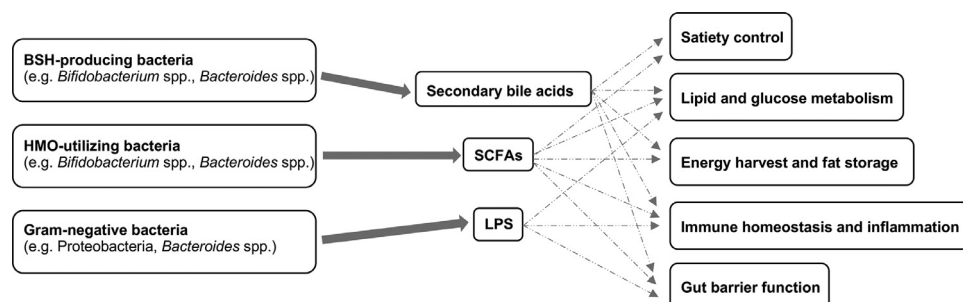 BSH-producing bacteria
(e.g. Bifidobacterium spp., Bacteroides spp.)
HMO-utilizing bacteria
(e.g. Bifidobacterium spp., Bacteroides spp.)
Gram-negative bacteria
(e.g. Proteobacteria, Bacteroides spp.)
Secondary bile acids
SCFAs
LPS
Satiety control
Lipid and glucose metabolism
Energy harvest and fat storage
Immune homeostasis and inflammation
Gut barrier function